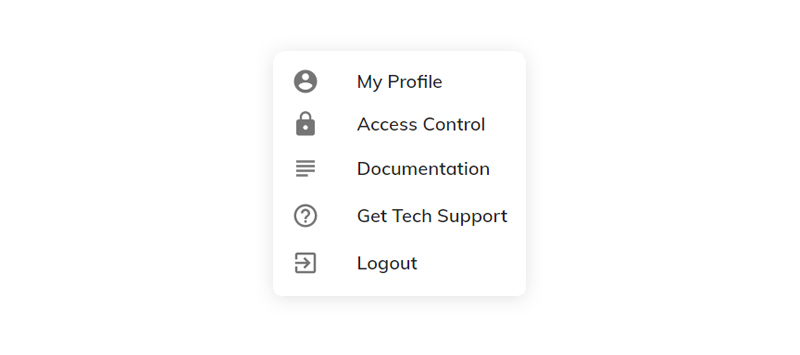 My Profile
Access Control
Documentation
Get Tech Support
Logout